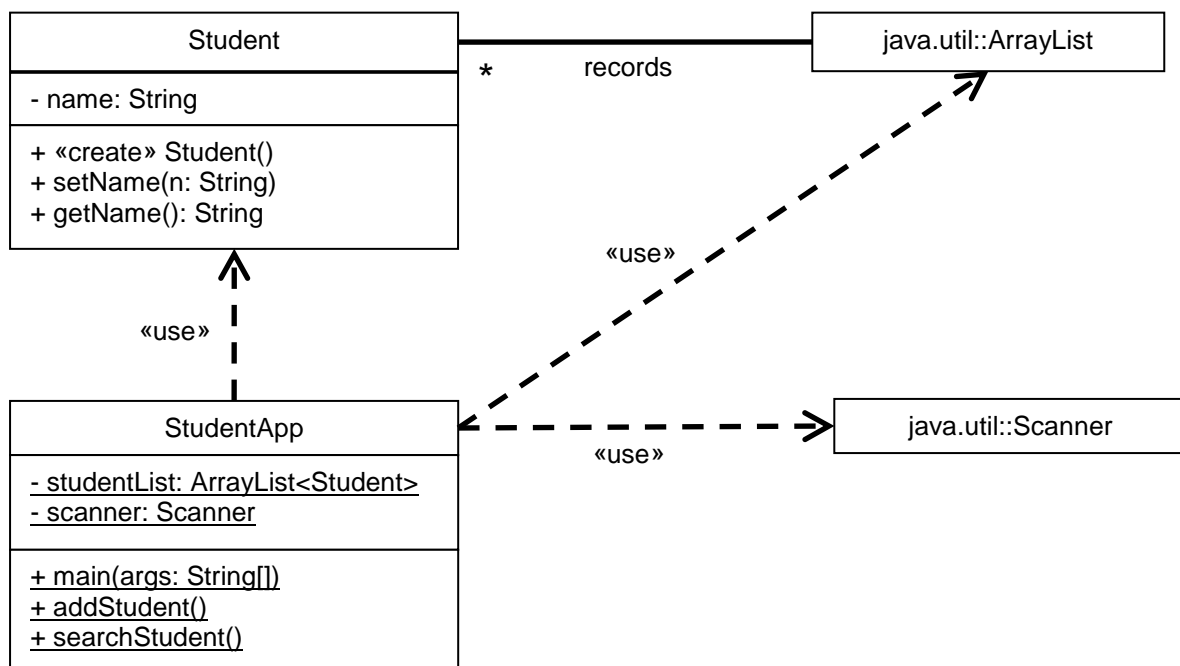 Student
- name: String
+ «create» Student()
+ setName(n: String)
+ getName(): String
*
records
java.util::ArrayList
«use»
«use»
StudentApp
- studentList: ArrayList<Student>
- scanner: Scanner
+ main(args: String[])
+ addStudent()
+ searchStudent()
«use»
java.util::Scanner